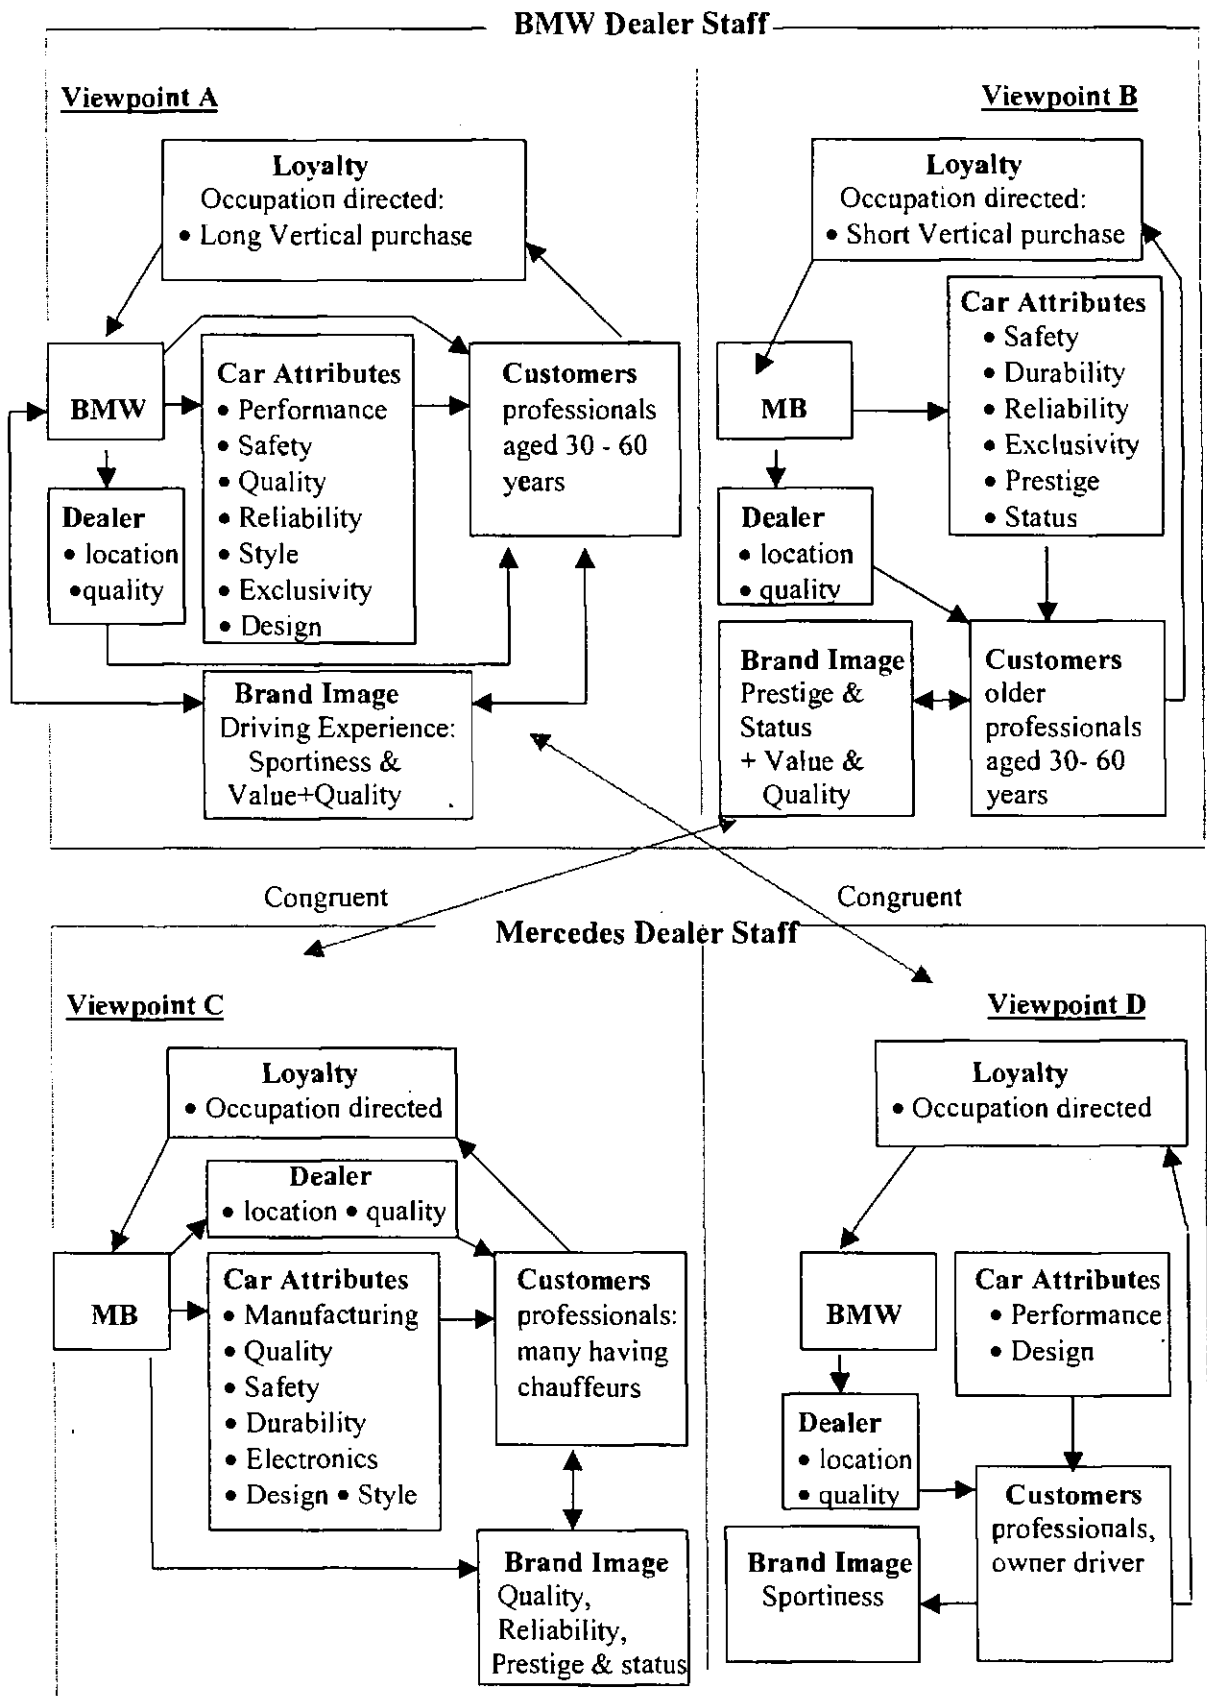 BMW Dealer Staff
Viewpoint A
Loyalty
Occupation directed:
• Long Vertical purchase
BMW
Car Attributes
• Performance
• Safety
• Quality
• Reliability
• Style
• Exclusivity
• Design
Customers
professionals
aged 30 - 60
years
Dealer
• location
•quality
Brand Image
Driving Experience:
Sportiness &
Value+Quality
Viewpoint B
Loyalty
Occupation directed:
• Short Vertical purchase
MB
Car Attributes
• Safety
• Durability
• Reliability
• Exclusivity
• Prestige
• Status
Dealer
• location
• quality
Brand Image
Prestige &
Status
+ Value &
Quality
Customers
older
professionals
aged 30- 60
years
Congruent
Congruent
Mercedes Dealer Staff
Viewpoint C
Loyalty
• Occupation directed
Dealer
• location • quality
MB
Car Attributes
• Manufacturing
• Quality
• Safety
• Durability
• Electronics
• Design • Style
Customers
professionals:
many having
chauffeurs
Brand Image
Quality,
Reliability,
Prestige & status
Viewpoint D
Loyalty
• Occupation directed
BMW
Car Attributes
• Performance
• Design
Dealer
• location
• quality
Customers
professionals,
owner driver
Brand Image
Sportiness